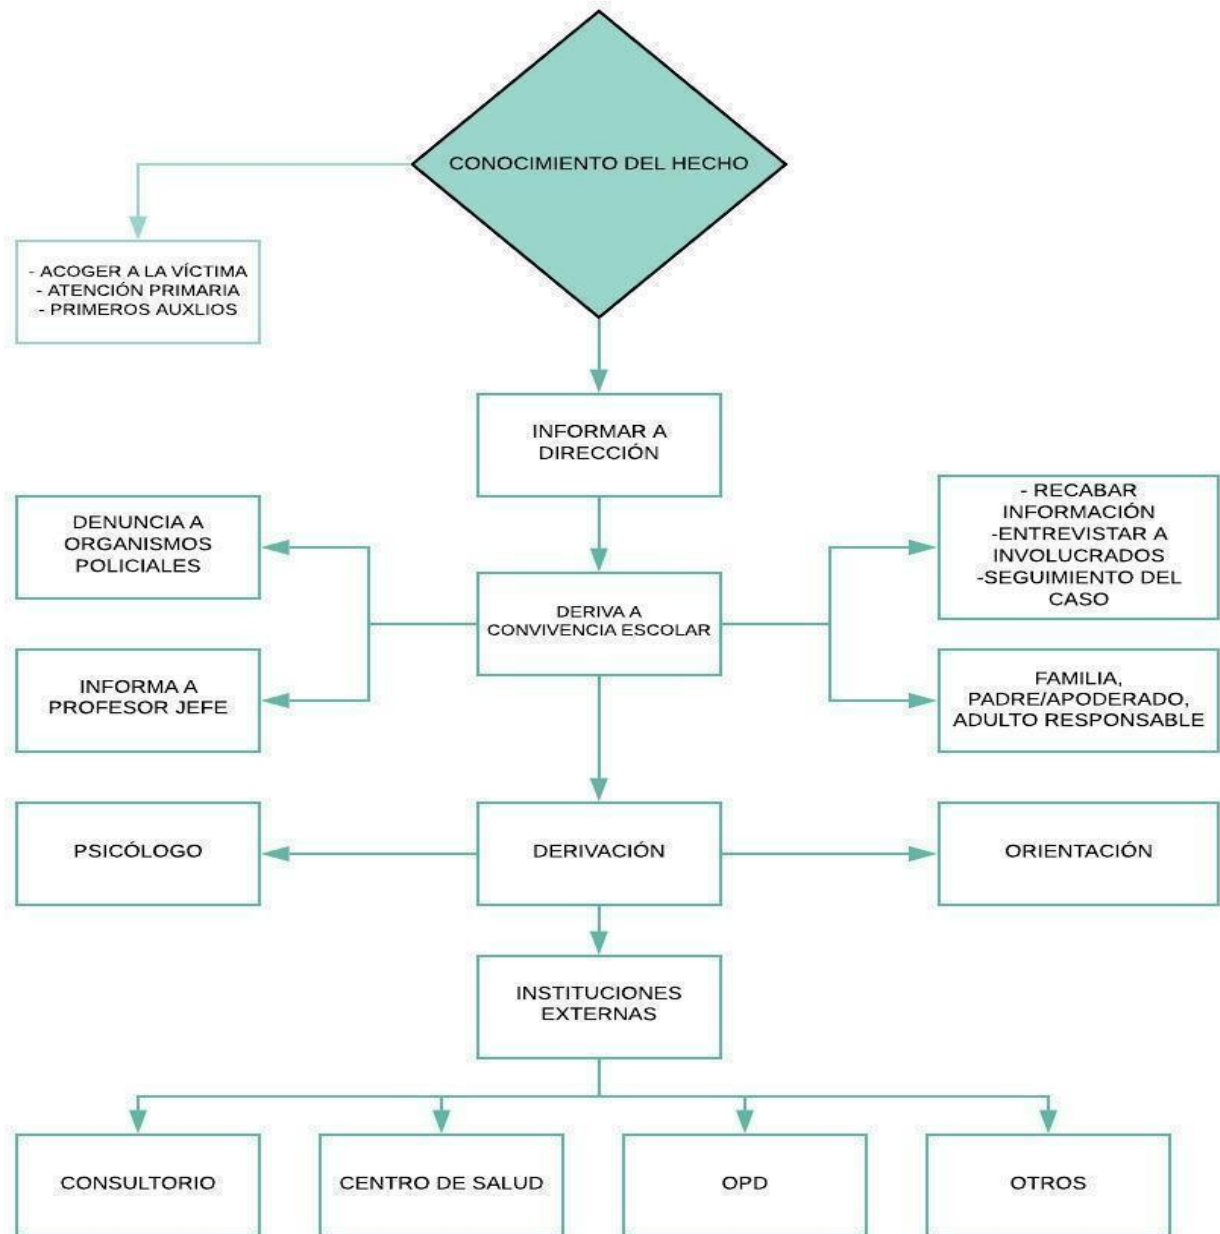 CONOCIMIENTO DEL HECHO
- ACOGER A LA VÍCTIMA
- ATENCIÓN PRIMARIA
- PRIMEROS AUXLIOS
INFORMAR A
DIRECCIÓN
DENUNCIA A
ORGANISMOS
POLICIALES
- RECABAR
INFORMACIÓN
-ENTREVISTAR A
INVOLUCRADOS
-SEGUIMIENTO DEL
CASO
DERIVA A
CONVIVENCIA ESCOLAR
INFORMA A
PROFESOR JEFE
FAMILIA,
PADRE/APODERADO,
ADULTO RESPONSABLE
PSICÓLOGO
DERIVACIÓN
ORIENTACIÓN
INSTITUCIONES
EXTERNAS
CONSULTORIO
CENTRO DE SALUD
OPD
OTROS